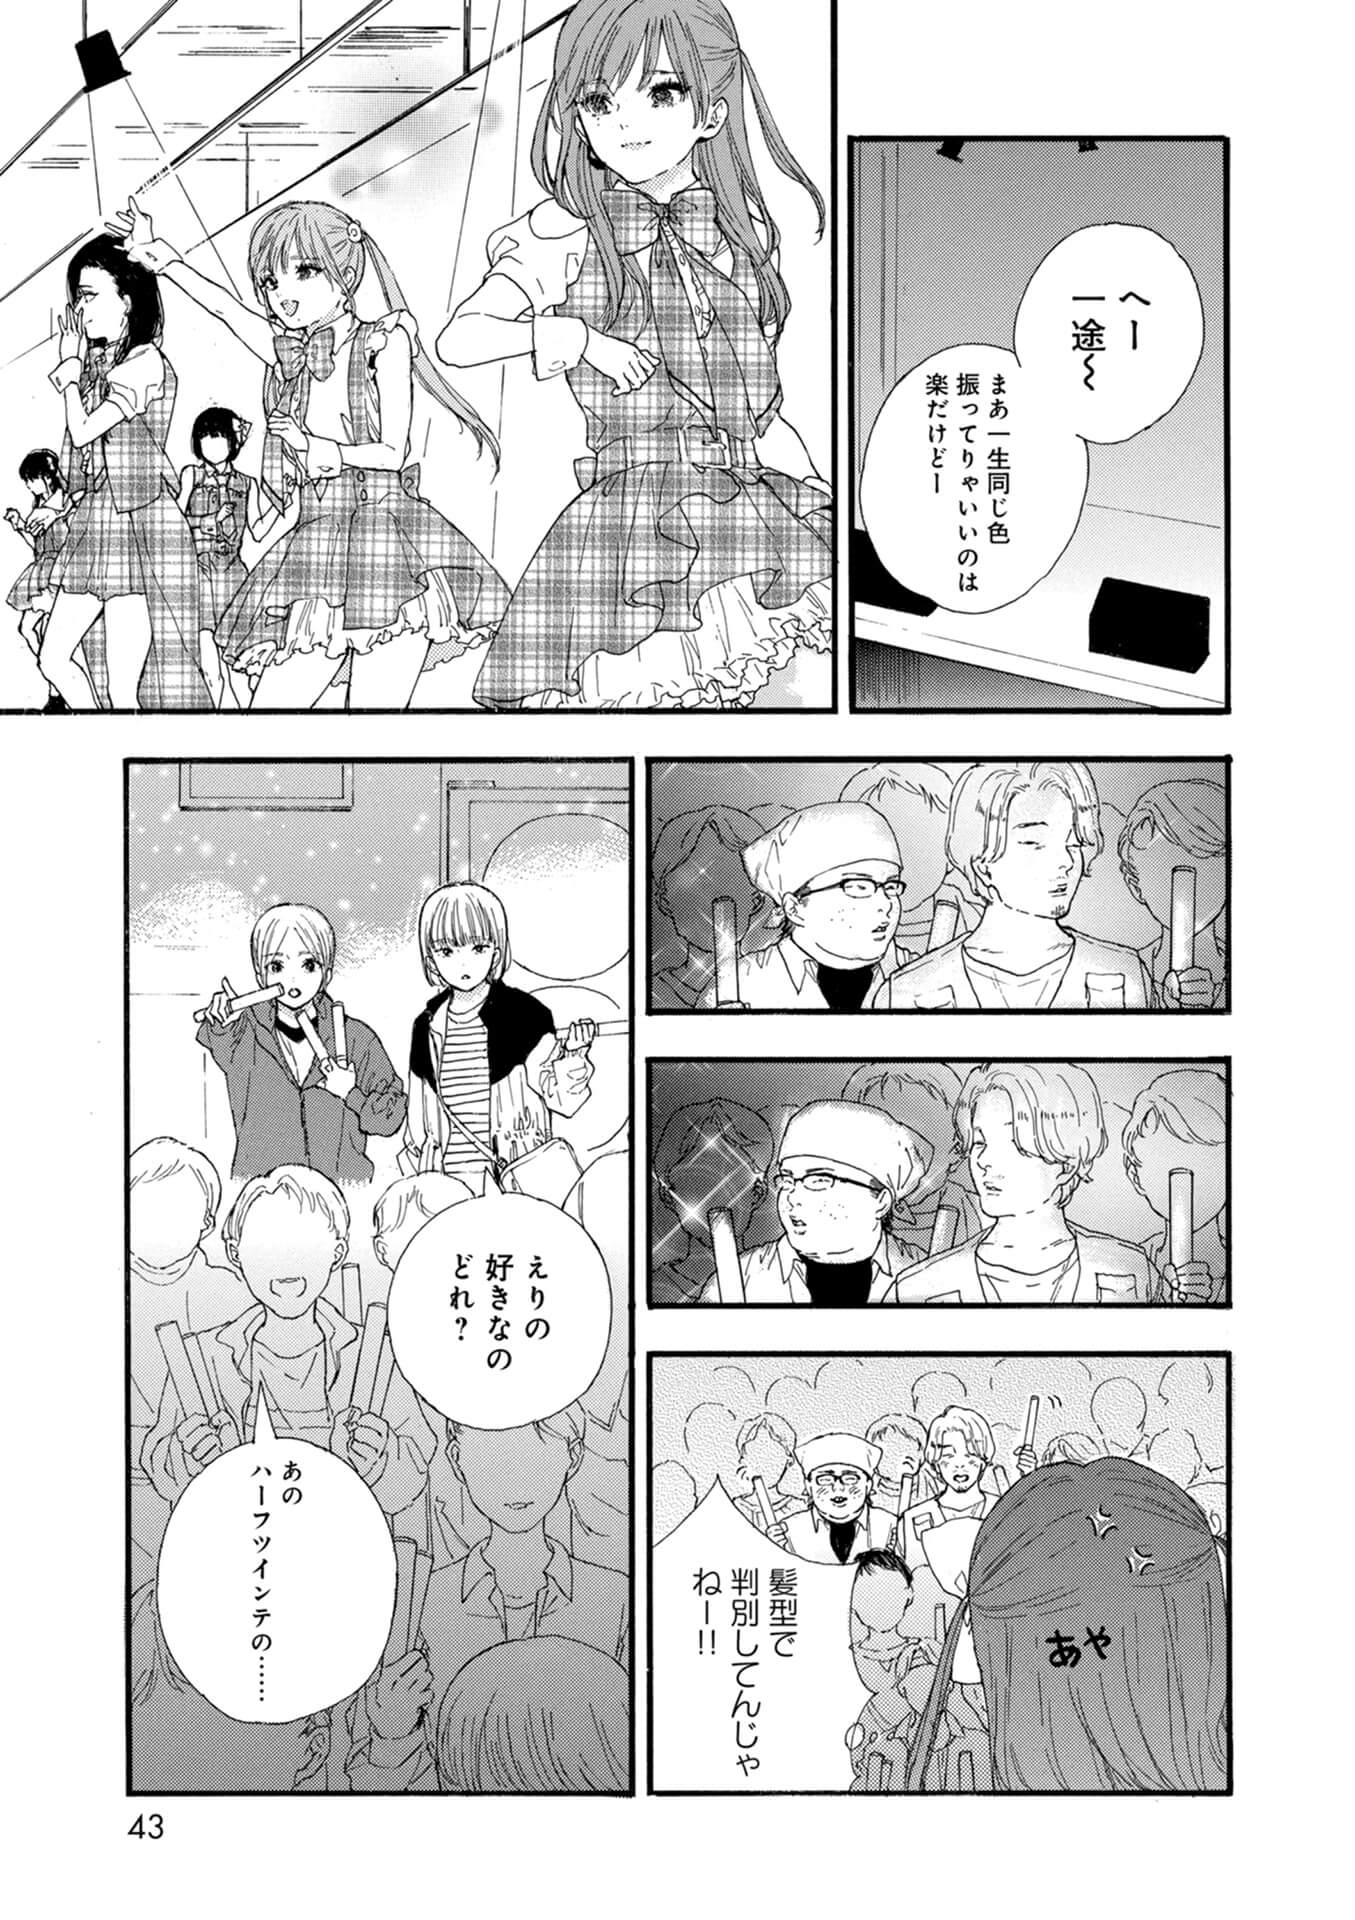 へー
一途〜
まあ一生同じ色
振ってりゃいいのは
楽だけどー
髪型で
判別してんじゃ
ねー!!
あや
えりの
好きなの
どれ?
あの
ハーフツインテの……
43